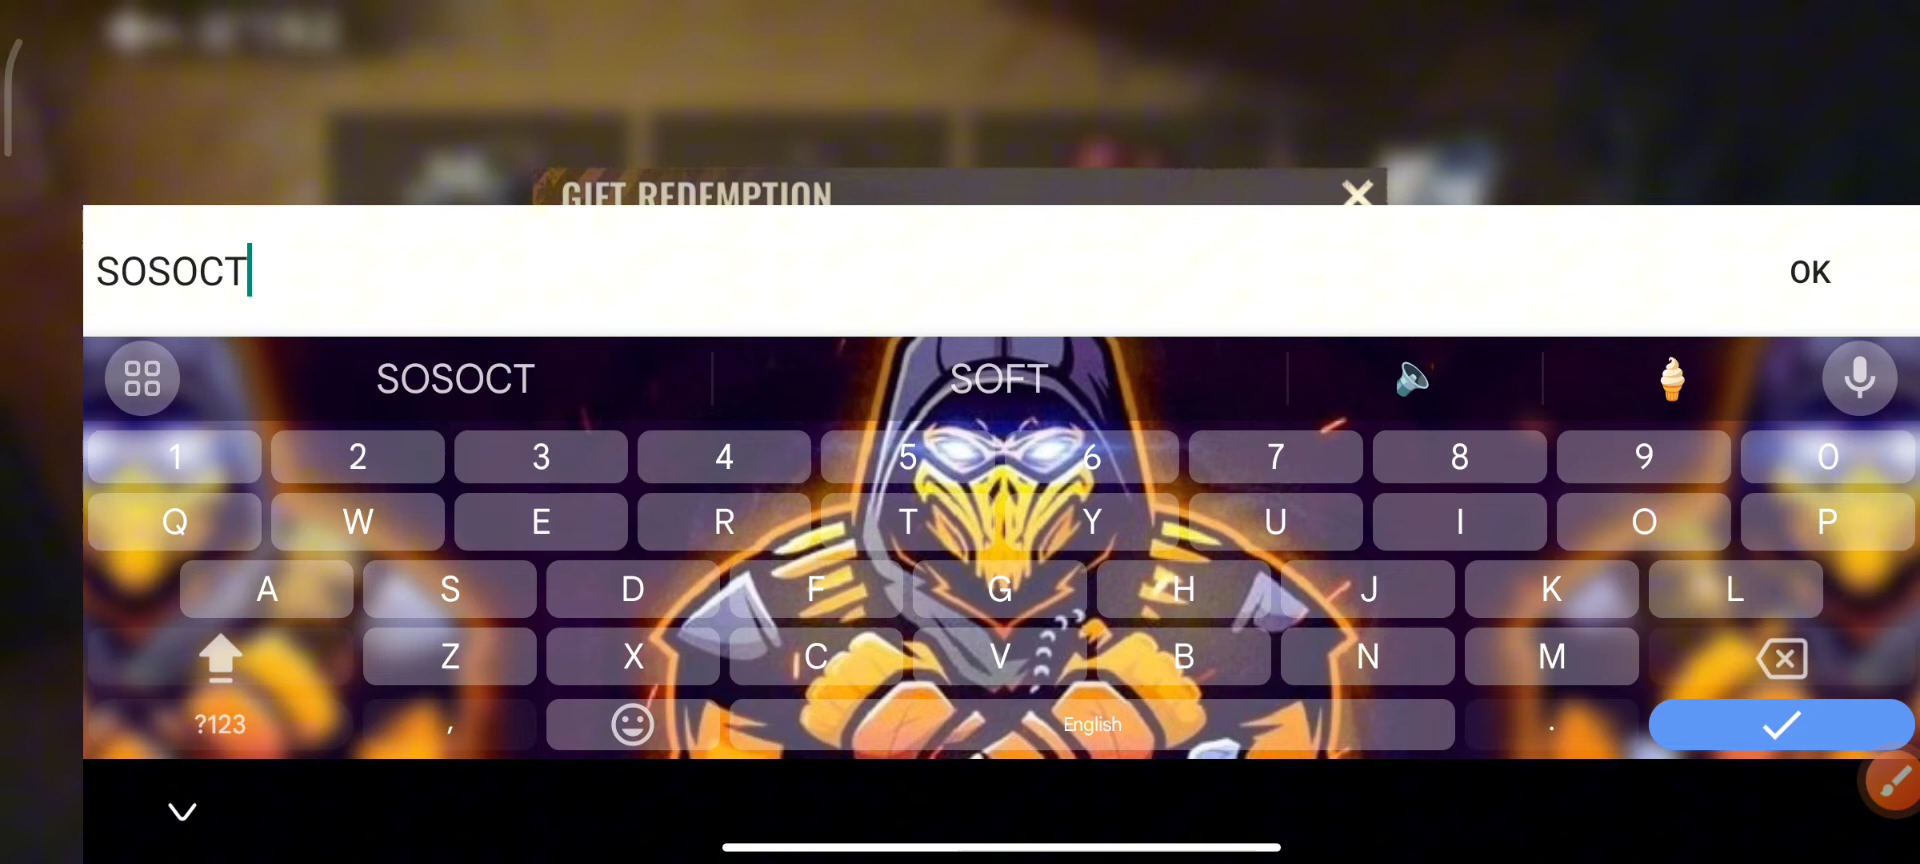 GIFT REDEMPTION
SOSOCT
OK
SOSOCT SOFT
1 2 3 4 5 6 7 8 9 0
Q W E R T Y U I O P
A S D F G H J K L
Z X C V B N M
?123 , English .